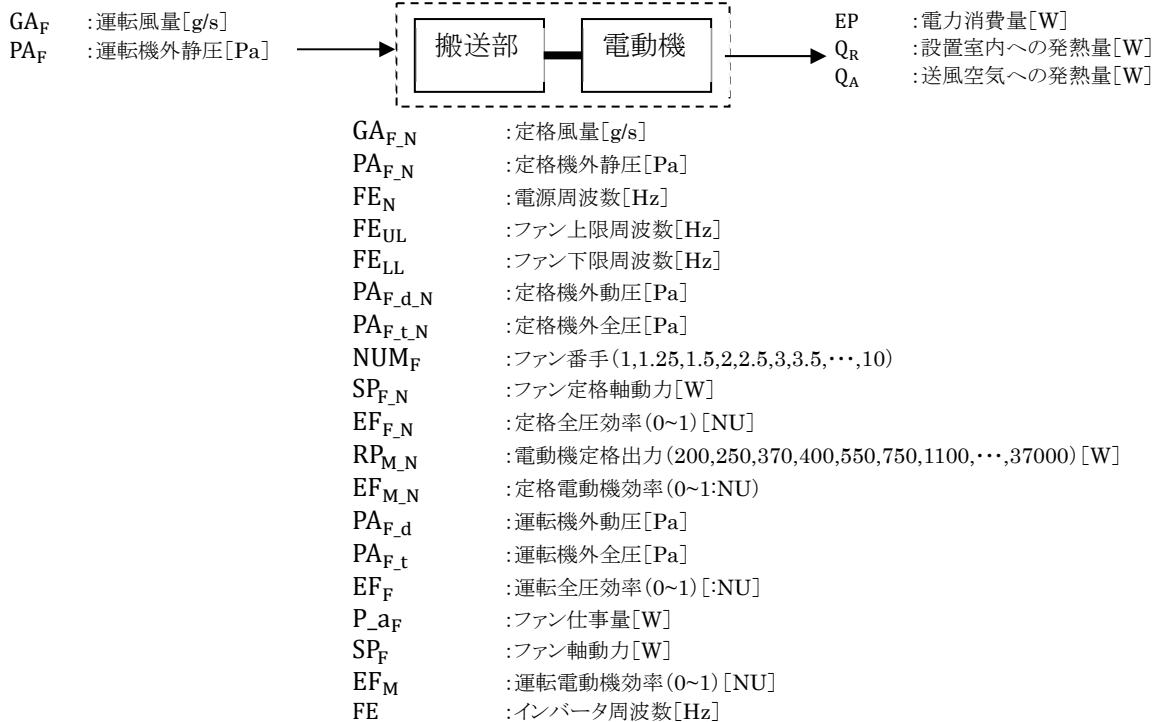 GA_F :運転風量[g/s]
PA_F :運転機外静圧[Pa]
搬送部 電動機
EP :電力消費量[W]
Q_R :設置室内への発熱量[W]
Q_A :送風空気への発熱量[W]
GA_F_N :定格風量[g/s]
PA_F_N :定格機外静圧[Pa]
FE_N :電源周波数[Hz]
FE_UL :ファン上限周波数[Hz]
FE_LL :ファン下限周波数[Hz]
PA_F_d_N :定格機外動圧[Pa]
PA_F_t_N :定格機外全圧[Pa]
NUM_F :ファン番手(1,1.25,1.5,2,2.5,3,3.5,・・・,10)
SP_F_N :ファン定格軸動力[W]
EF_F_N :定格全圧効率(0~1)[NU]
RP_M_N :電動機定格出力(200,250,370,400,550,750,1100,・・・,37000)[W]
EF_M_N :定格電動機効率(0~1:NU)
PA_F_d :運転機外動圧[Pa]
PA_F_t :運転機外全圧[Pa]
EF_F :運転全圧効率(0~1)[:NU]
P_a_F :ファン仕事量[W]
SP_F :ファン軸動力[W]
EF_M :運転電動機効率(0~1)[NU]
FE :インバータ周波数[Hz]